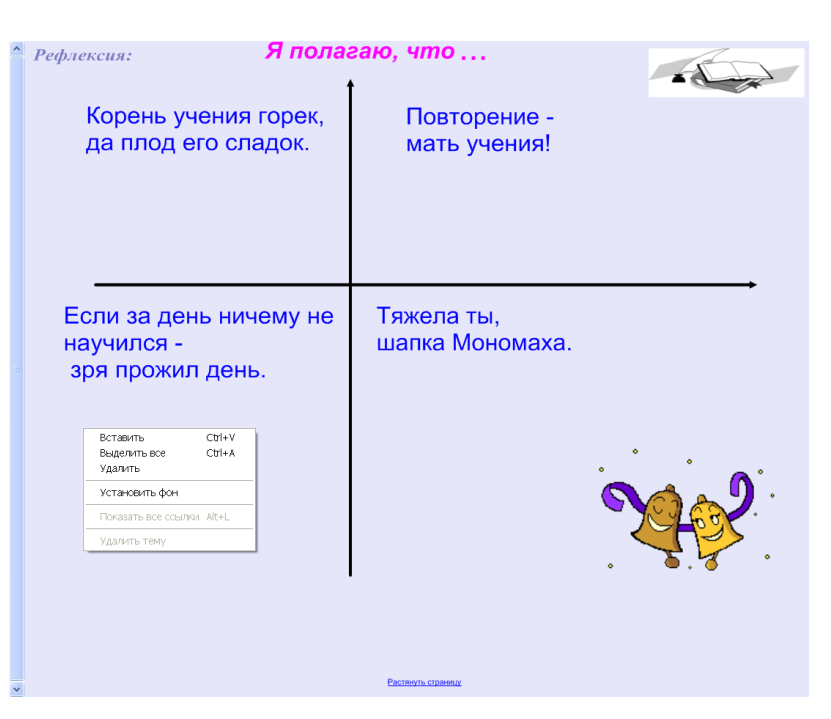 Рефлексия:
Я полагаю, что ...
Корень учения горек,
да плод его сладок.
Повторение -
мать учения!
Если за день ничему не
научился -
зря прожил день.
Тяжела ты,
шапка Мономаха.
Вставить Ctrl+V
Выделить все Ctrl+A
Удалить
Установить фон
Показать все ссылки Alt+L
Удалить тему
Растянуть страницу